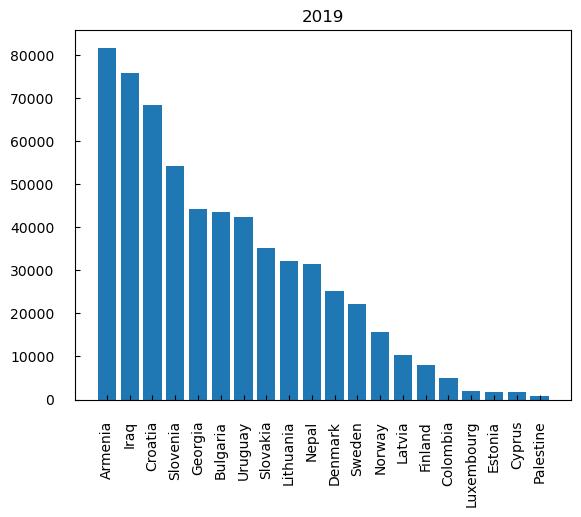 2019
80000
70000
60000
50000
40000
30000
20000
10000
0
Armenia
Iraq
Croatia
Slovenia
Georgia
Bulgaria
Uruguay
Slovakia
Lithuania
Nepal
Denmark
Sweden
Norway
Latvia
Finland
Colombia
Luxembourg
Estonia
Cyprus
Palestine